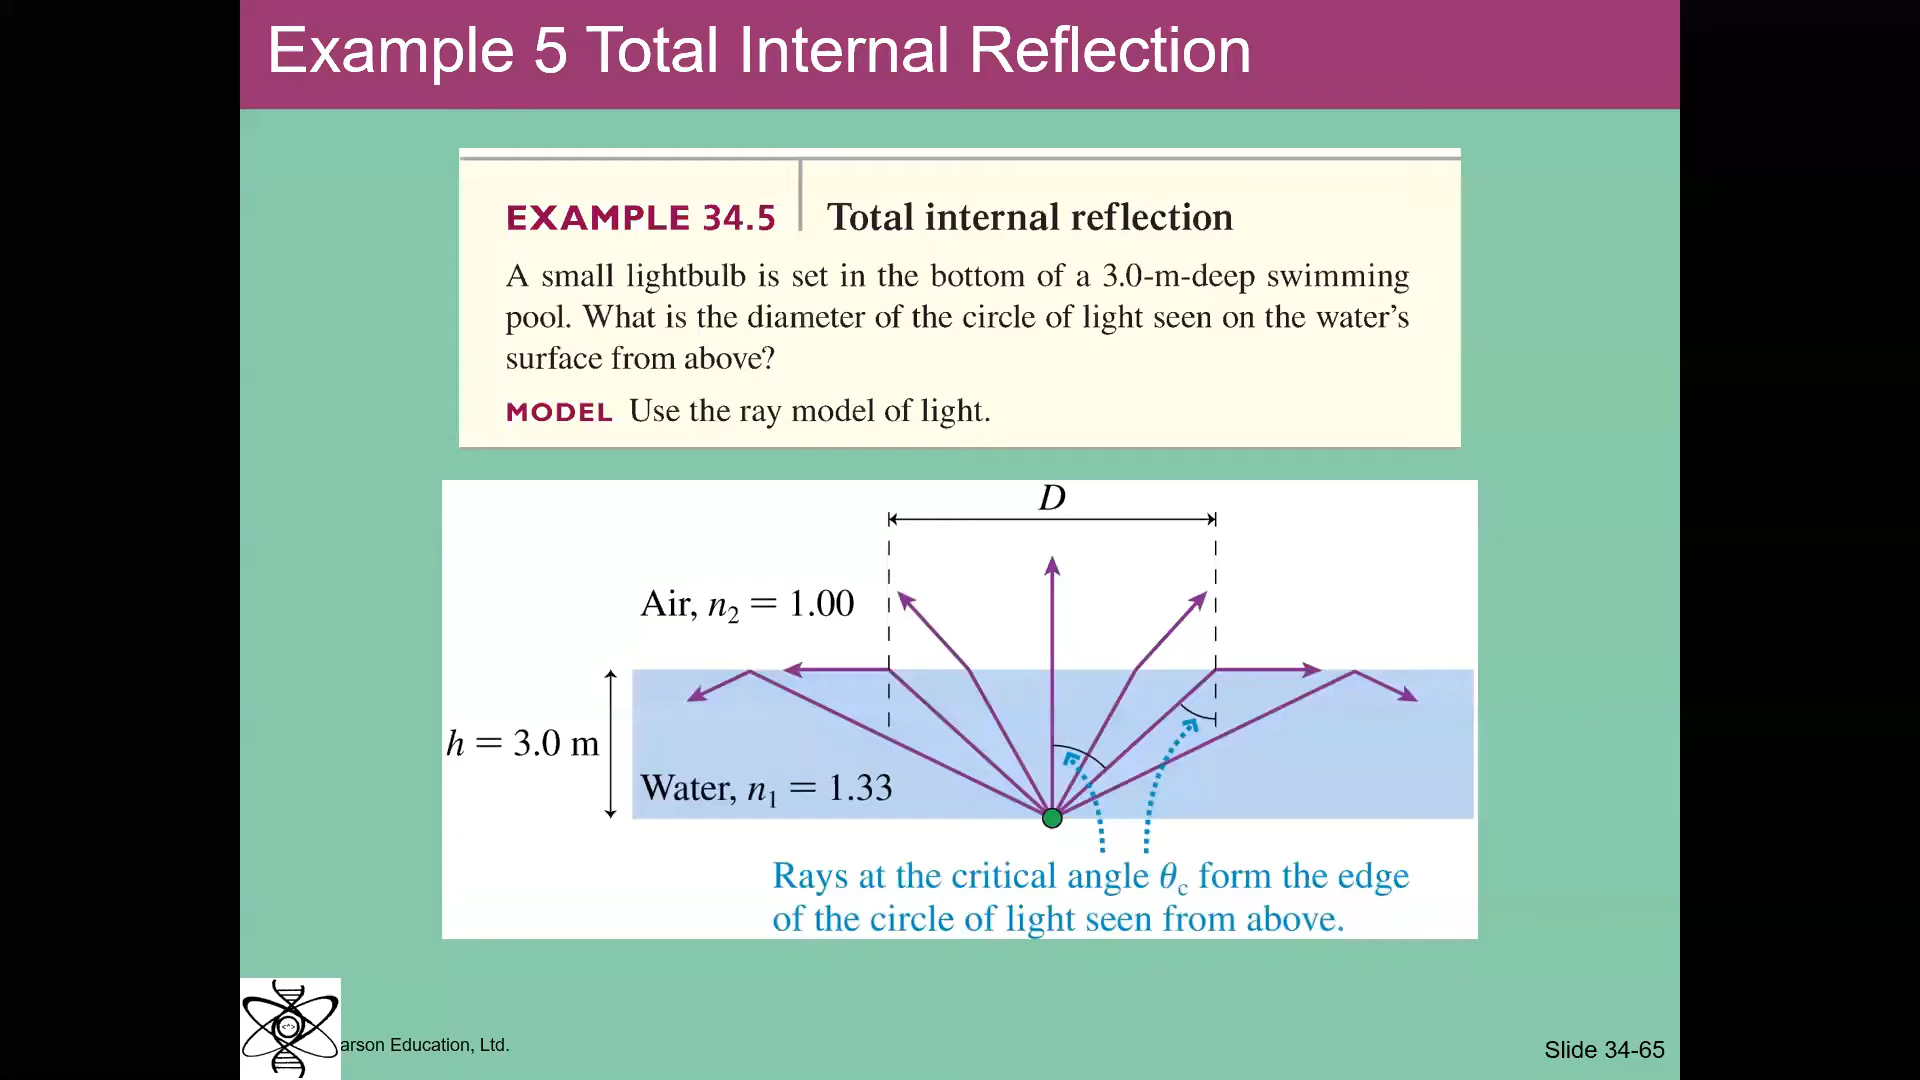 Example 5 Total Internal Reflection
EXAMPLE 34.5 Total internal reflection
A small lightbulb is set in the bottom of a 3.0-m-deep swimming
pool. What is the diameter of the circle of light seen on the water’s
surface from above?
MODEL Use the ray model of light.
D
Air, n₂ = 1.00
h = 3.0 m
Water, n₁ = 1.33
Rays at the critical angle θc form the edge
of the circle of light seen from above.
arson Education, Ltd.
Slide 34-65